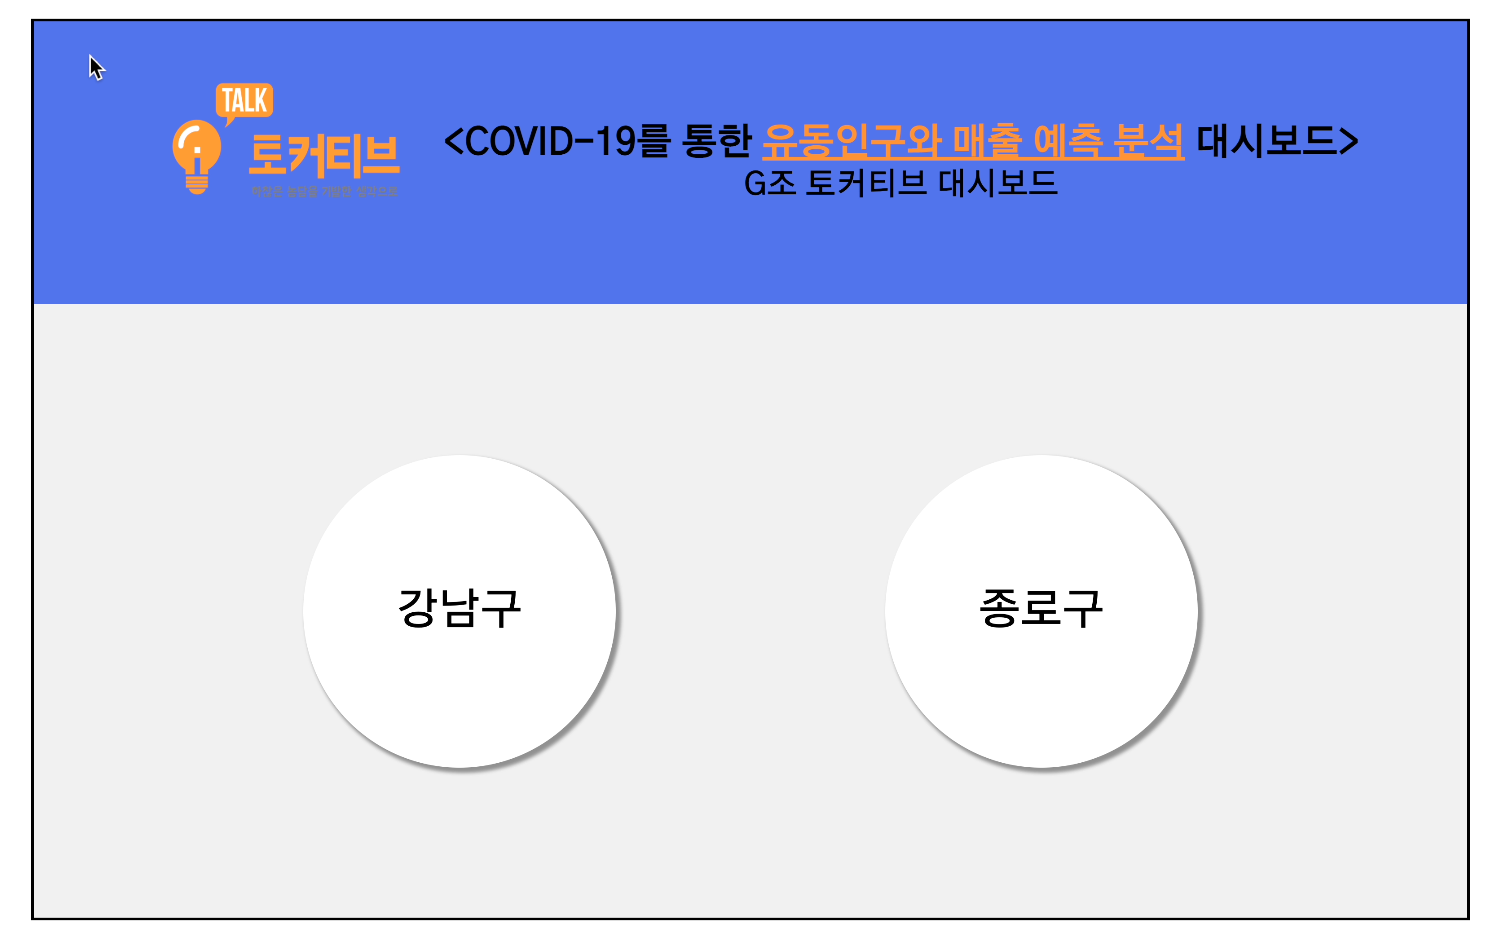 TALK
토커티브
<COVID-19를 통한 유동인구와 매출 예측 분석 대시보드>
G조 토커티브 대시보드
강남구
종로구